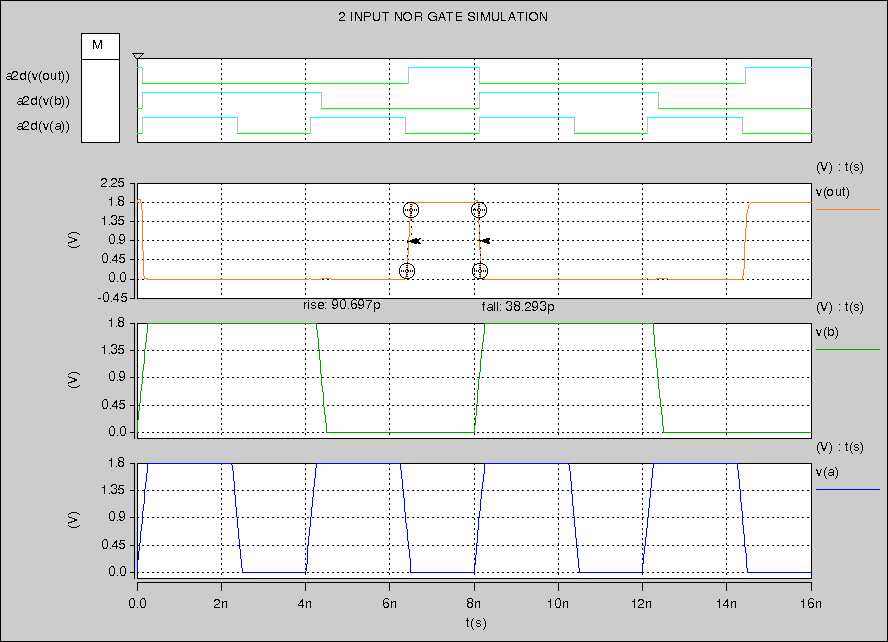 2 INPUT NOR GATE SIMULATION
M
a2d(v(out))
a2d(v(b))
a2d(v(a))
(V) : t(s)
v(out)
2.25
1.8
1.35
0.9
0.45
0.0
-0.45
(V)
rise: 90.697p
fall: 38.293p
(V) : t(s)
v(b)
1.8
1.35
0.9
0.45
0.0
(V)
(V) : t(s)
v(a)
1.8
1.35
0.9
0.45
0.0
(V)
0.0 2n 4n 6n 8n 10n 12n 14n 16n
t(s)